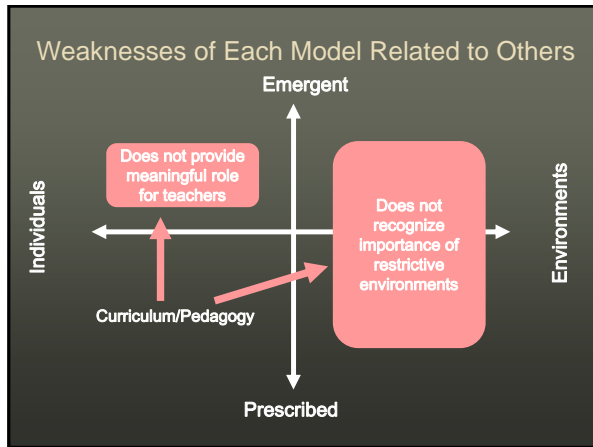 Weaknesses of Each Model Related to Others
Emergent
Does not provide
meaningful role
for teachers
Individuals
Does not
recognize
importance of
restrictive
environments
Environments
Curriculum/Pedagogy
Prescribed